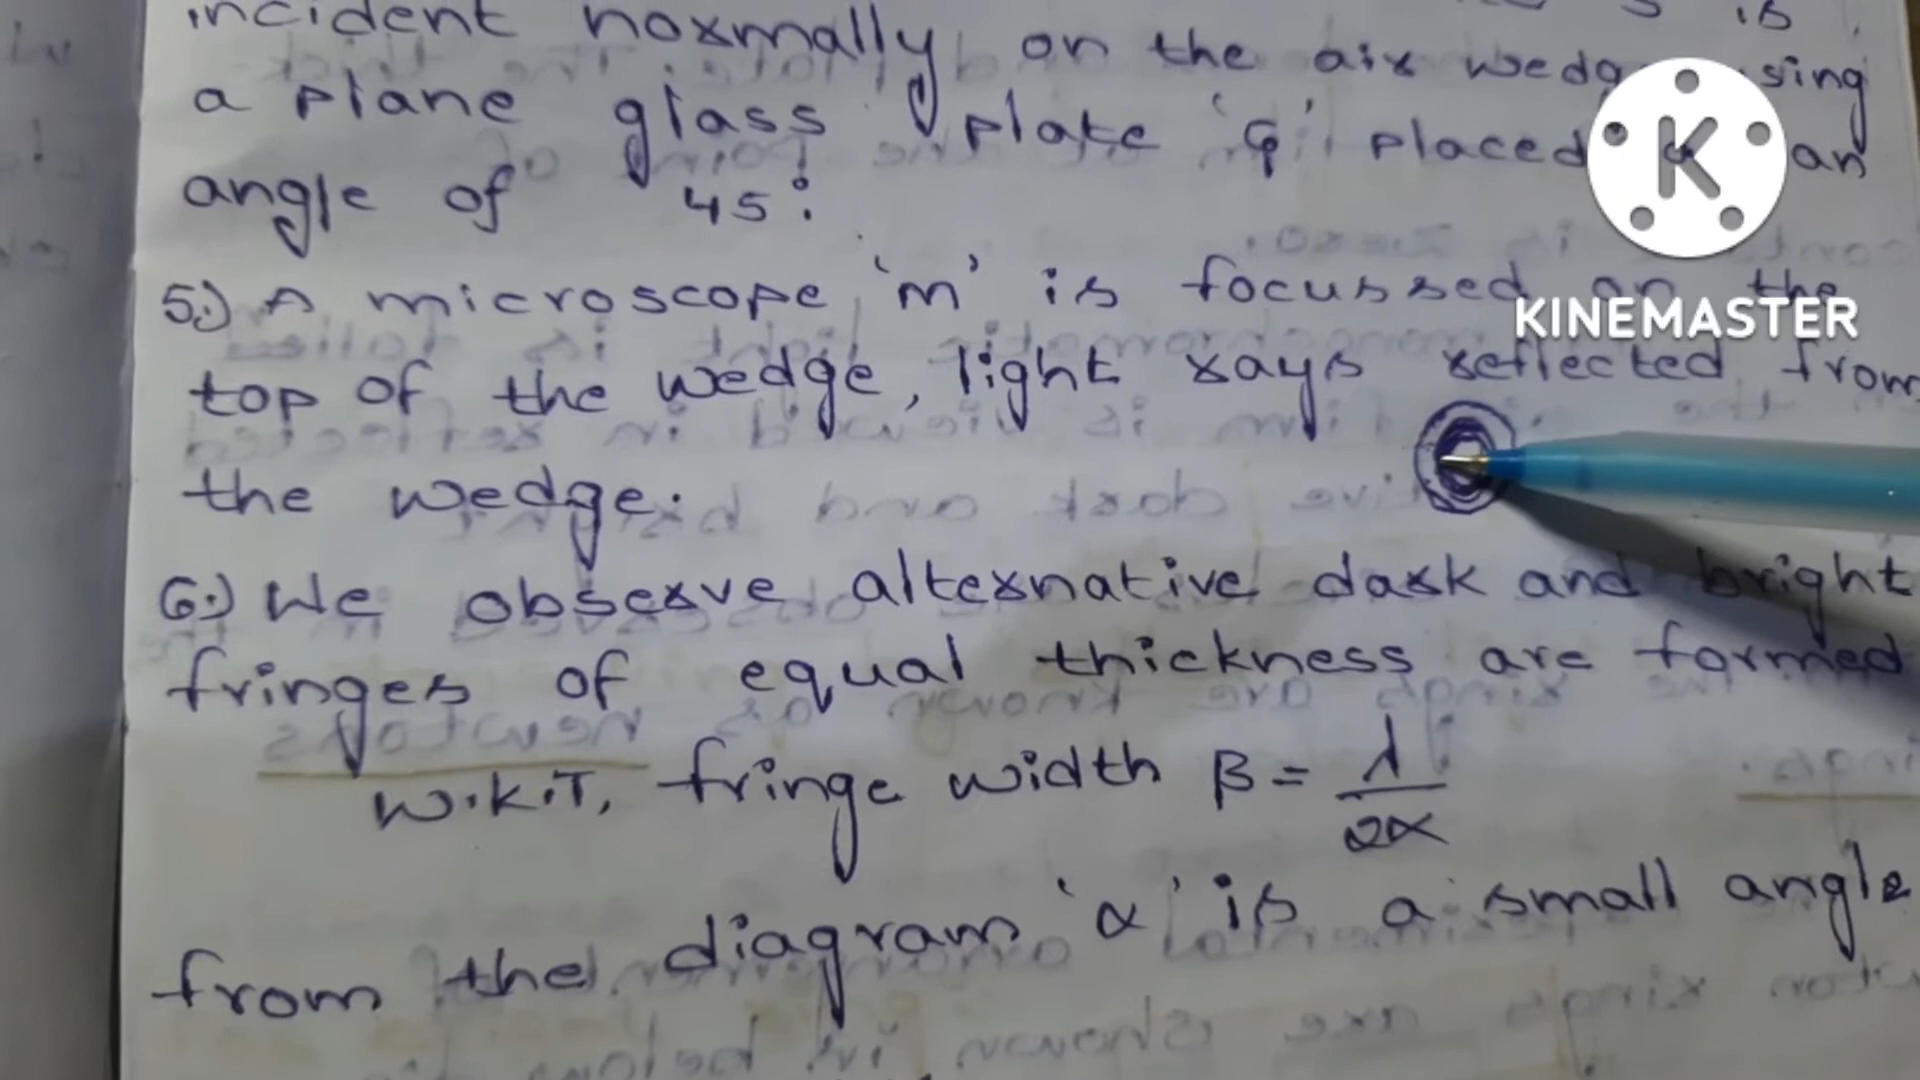 incident normally on the air wedge using
a plane glass plate 'G' placed an
angle of 45°.
5.) A microscope 'm' is focussed on the
top of the wedge, light rays reflected from
the wedge.
6.) We observe alternative dark and bright
fringes of equal thickness are formed
W.K.T, fringe width β = λ/2α
from the diagram 'α' is a small angle
KINEMASTER